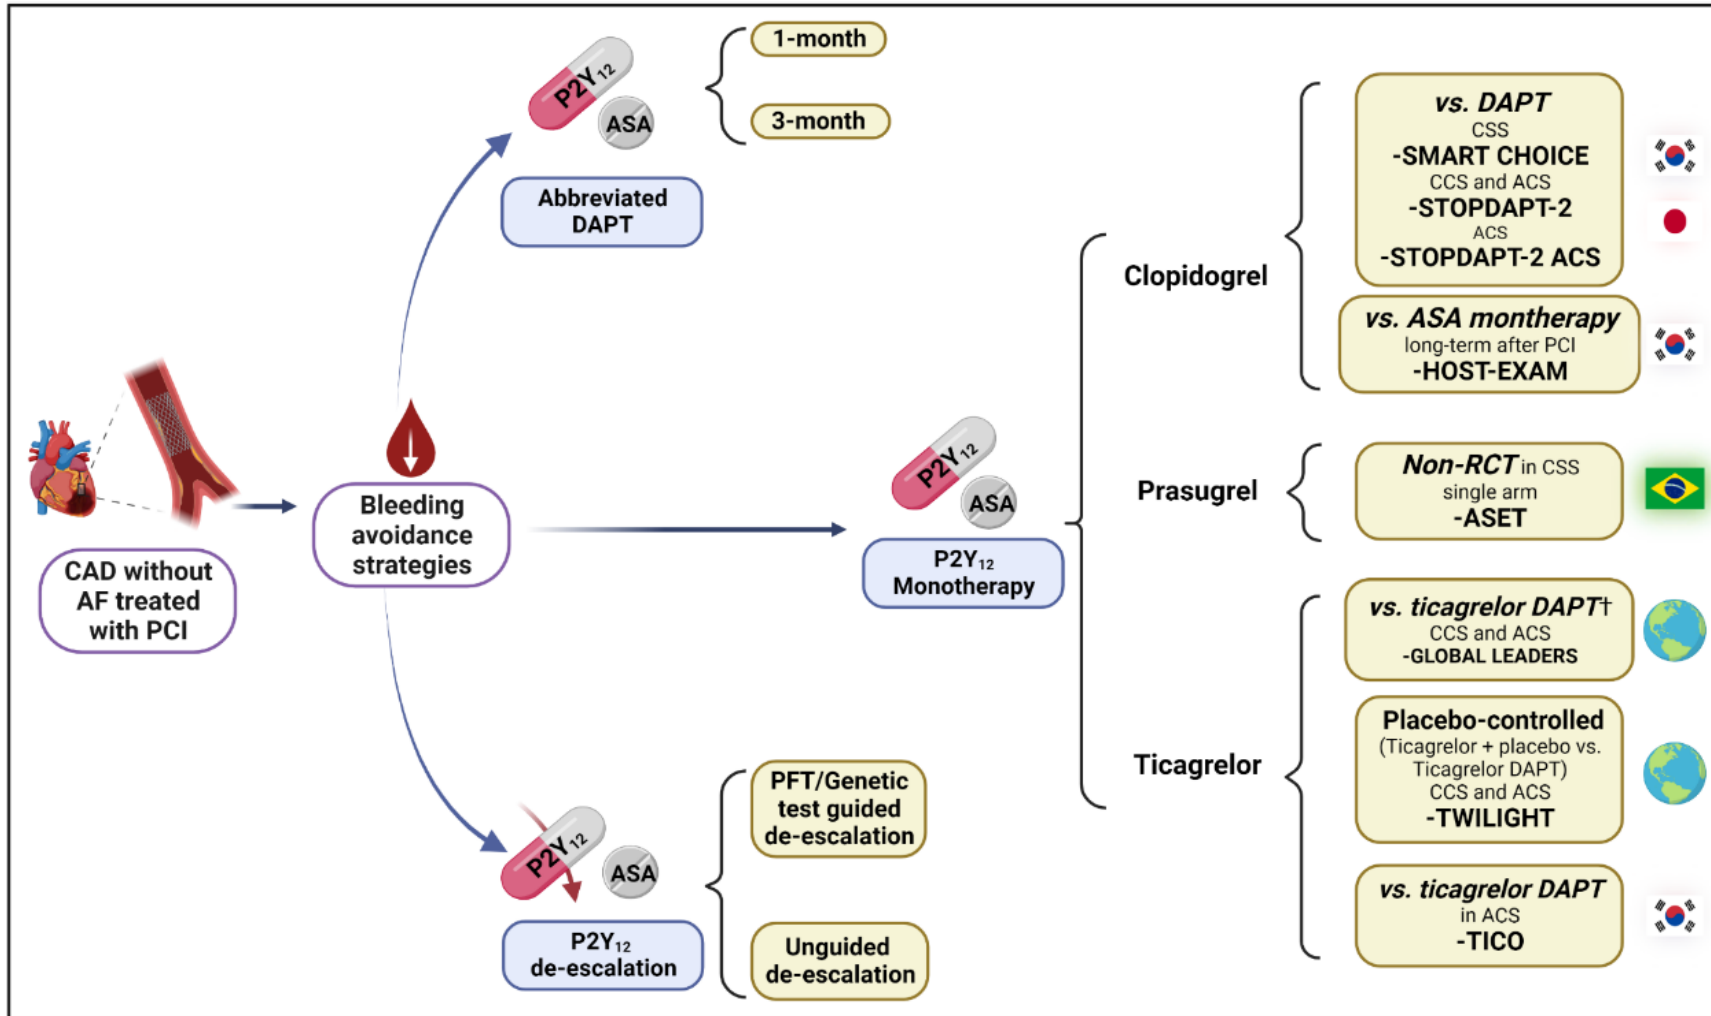 P2Y₁₂
ASA
1-month
3-month
Abbreviated
DAPT
CAD without
AF treated
with PCI
Bleeding
avoidance
strategies
P2Y₁₂
ASA
P2Y₁₂
Monotherapy
P2Y₁₂
ASA
P2Y₁₂
de-escalation
PFT/Genetic
test guided
de-escalation
Unguided
de-escalation
Clopidogrel
vs. DAPT
CSS
-SMART CHOICE
CCS and ACS
-STOPDAPT-2
ACS
-STOPDAPT-2 ACS
vs. ASA montherapy
long-term after PCI
-HOST-EXAM
Prasugrel
Non-RCT in CSS
single arm
-ASET
Ticagrelor
vs. ticagrelor DAPT†
CCS and ACS
-GLOBAL LEADERS
Placebo-controlled
(Ticagrelor + placebo vs.
Ticagrelor DAPT)
CCS and ACS
-TWILIGHT
vs. ticagrelor DAPT
in ACS
-TICO